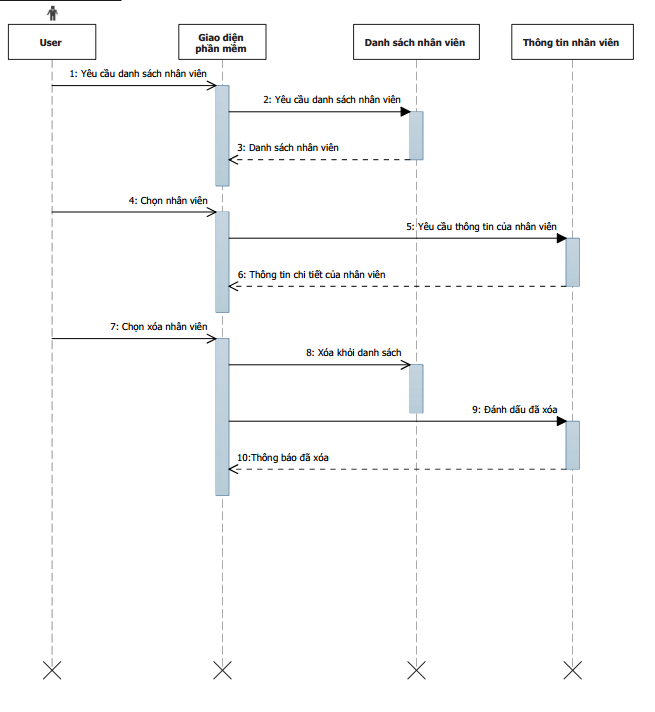 User
Giao diện
phần mềm
Danh sách nhân viên
Thông tin nhân viên
1: Yêu cầu danh sách nhân viên
2: Yêu cầu danh sách nhân viên
3: Danh sách nhân viên
4: Chọn nhân viên
5: Yêu cầu thông tin của nhân viên
6: Thông tin chi tiết của nhân viên
7: Chọn xóa nhân viên
8: Xóa khỏi danh sách
9: Đánh dấu đã xóa
10:Thông báo đã xóa